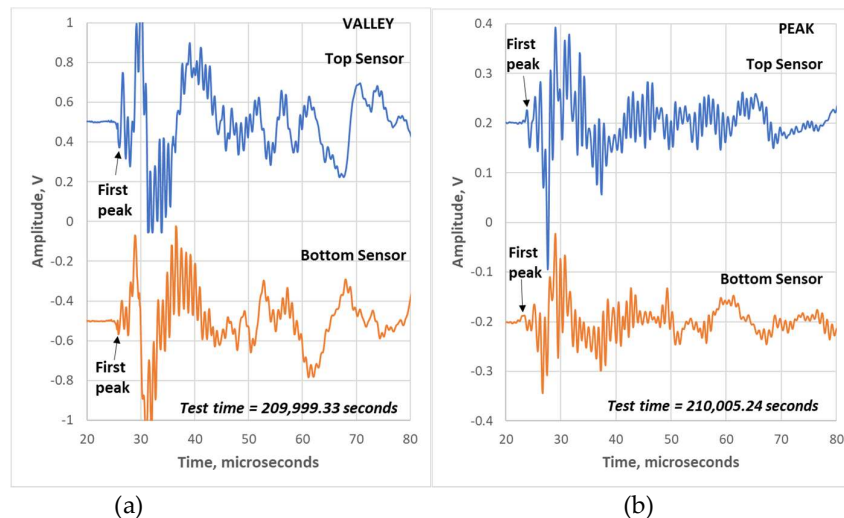 VALLEY
Top Sensor
First
peak
Bottom Sensor
First
peak
Test time = 209,999.33 seconds
Amplitude, V
1
0.8
0.6
0.4
0.2
0
-0.2
-0.4
-0.6
-0.8
-1
20 30 40 50 60 70 80
Time, microseconds
(a)
PEAK
First
peak
Top Sensor
First
peak
Bottom Sensor
Test time = 210,005.24 seconds
Amplitude, V
0.4
0.3
0.2
0.1
0
-0.1
-0.2
-0.3
-0.4
20 30 40 50 60 70 80
Time, microseconds
(b)